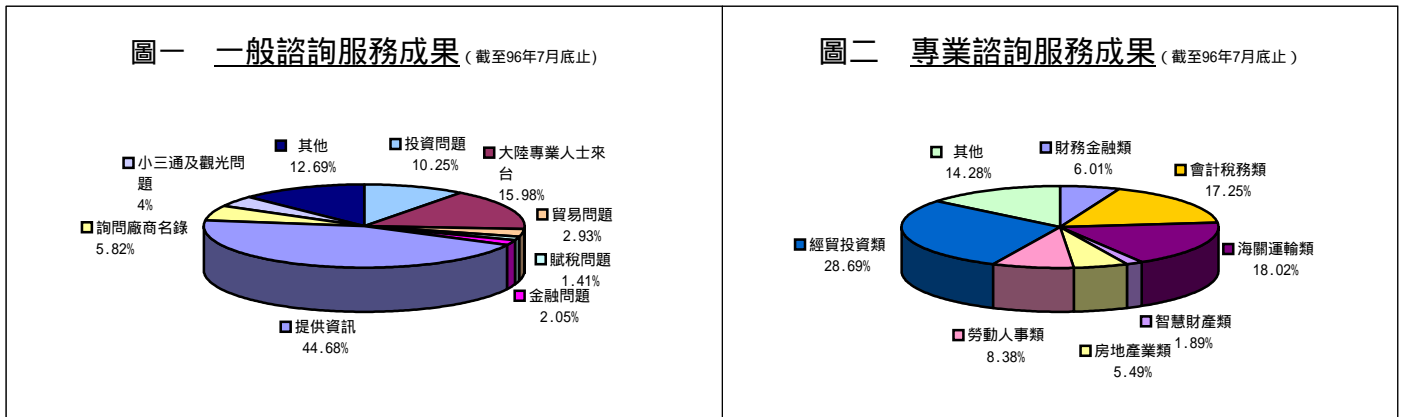 圖一 一般諮詢服務成果(截至96年7月底止)
其他
12.69%
投資問題
10.25%
大陸專業人士來
台
15.98%
貿易問題
2.93%
賦稅問題
1.41%
金融問題
2.05%
提供資訊
44.68%
詢問廠商名錄
5.82%
小三通及觀光問
題
4%
圖二 專業諮詢服務成果(截至96年7月底止)
其他
14.28%
財務金融類
6.01%
會計稅務類
17.25%
海關運輸類
18.02%
智慧財產類
1.89%
房地產業類
5.49%
勞動人事類
8.38%
經貿投資類
28.69%